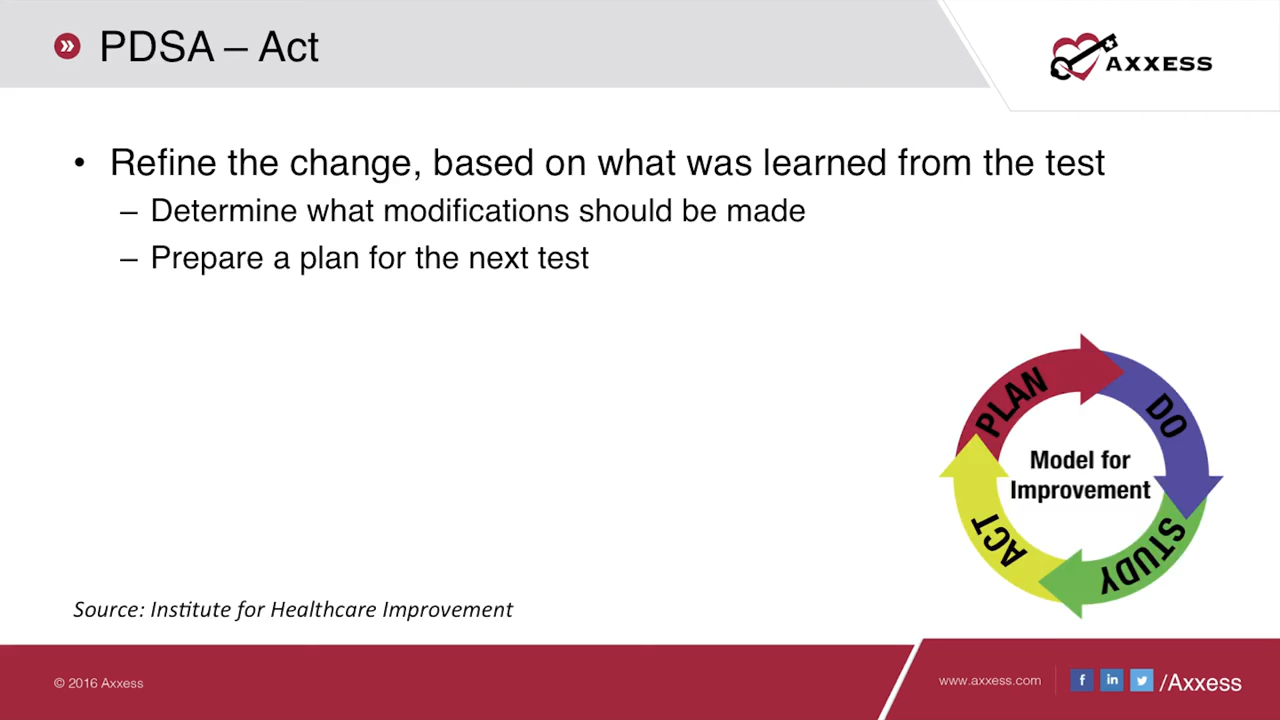 PDSA – Act
AXXESS
• Refine the change, based on what was learned from the test
– Determine what modifications should be made
– Prepare a plan for the next test
PLAN
DO
Model for
Improvement
ACT
STUDY
Source: Institute for Healthcare Improvement
© 2016 Axxess
www.axxess.com
f
in
/Axxess